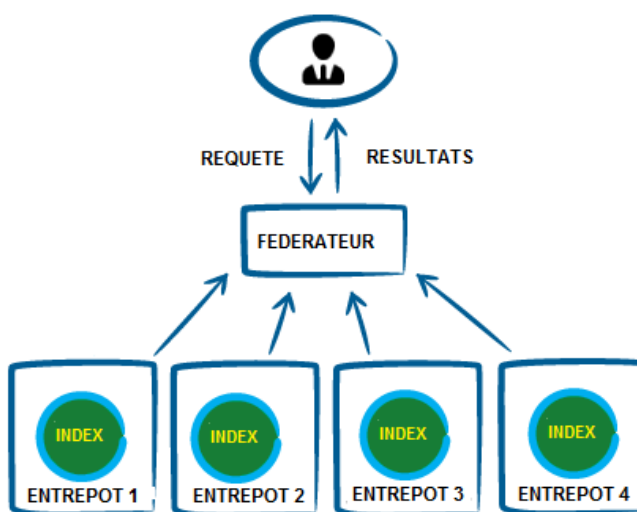 REQUETE
RESULTATS
FEDERATEUR
INDEX
INDEX
INDEX
INDEX
ENTREPOT 1
ENTREPOT 2
ENTREPOT 3
ENTREPOT 4